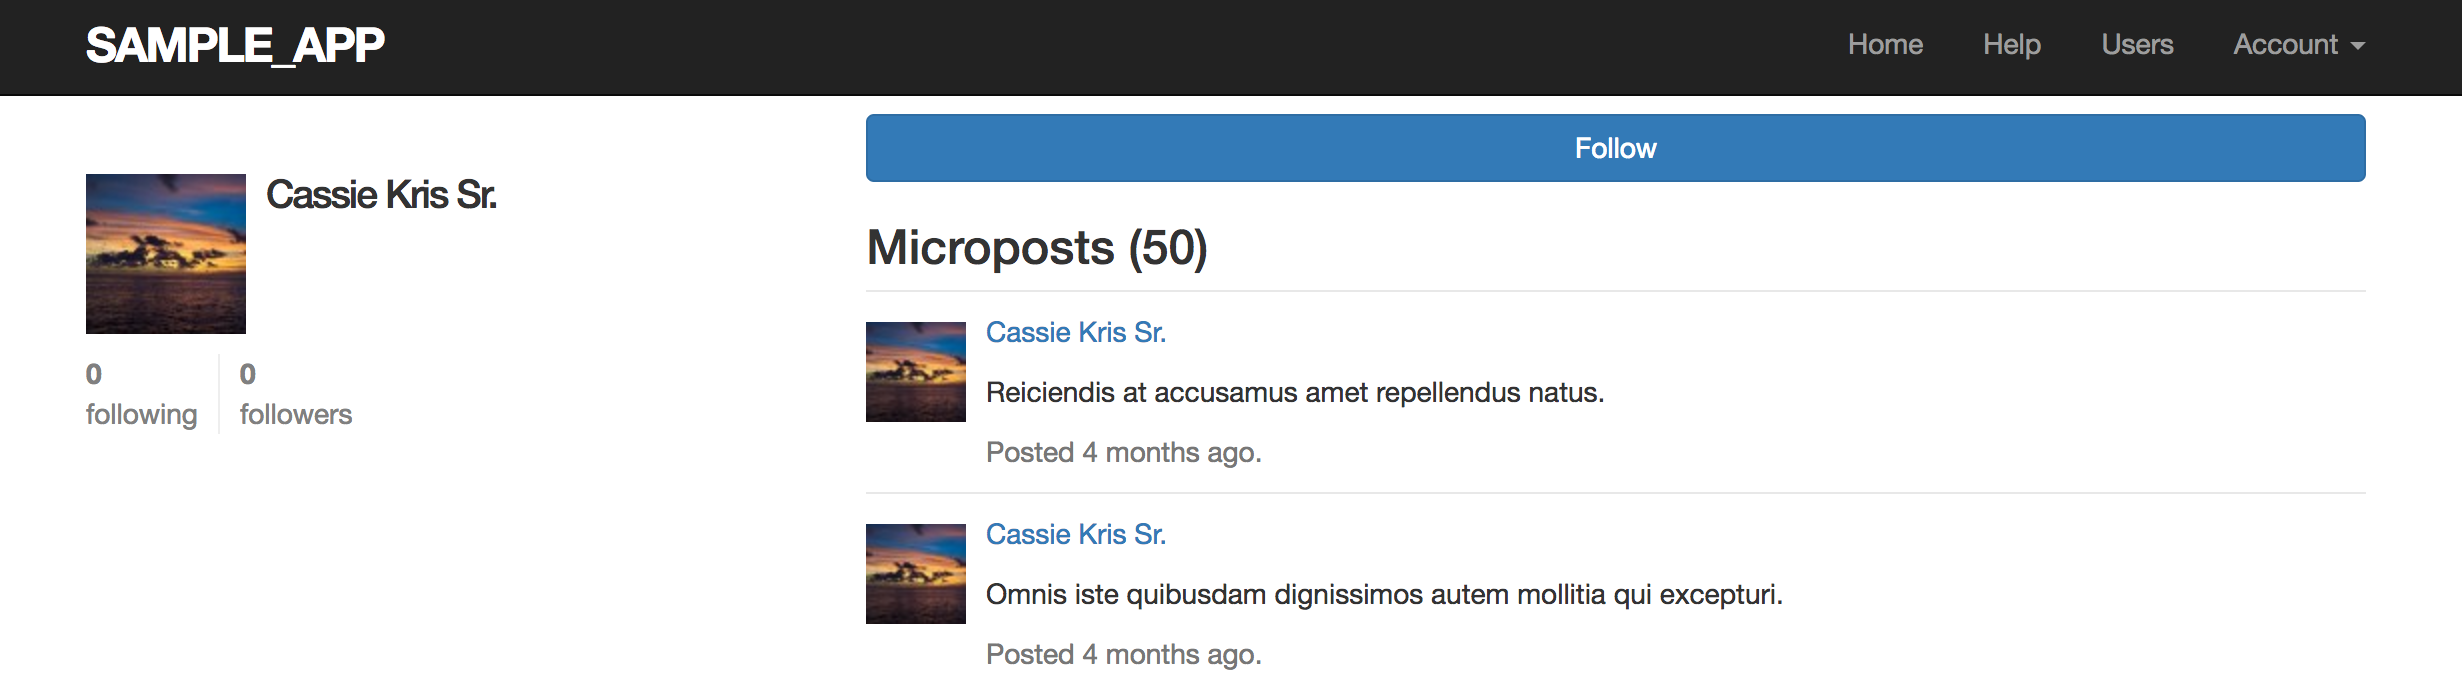 SAMPLE_APP
Home Help Users Account
Cassie Kris Sr.
0 0
following followers
Follow
Microposts (50)
Cassie Kris Sr.
Reiciendis at accusamus amet repellendus natus.
Posted 4 months ago.
Cassie Kris Sr.
Omnis iste quibusdam dignissimos autem mollitia qui excepturi.
Posted 4 months ago.